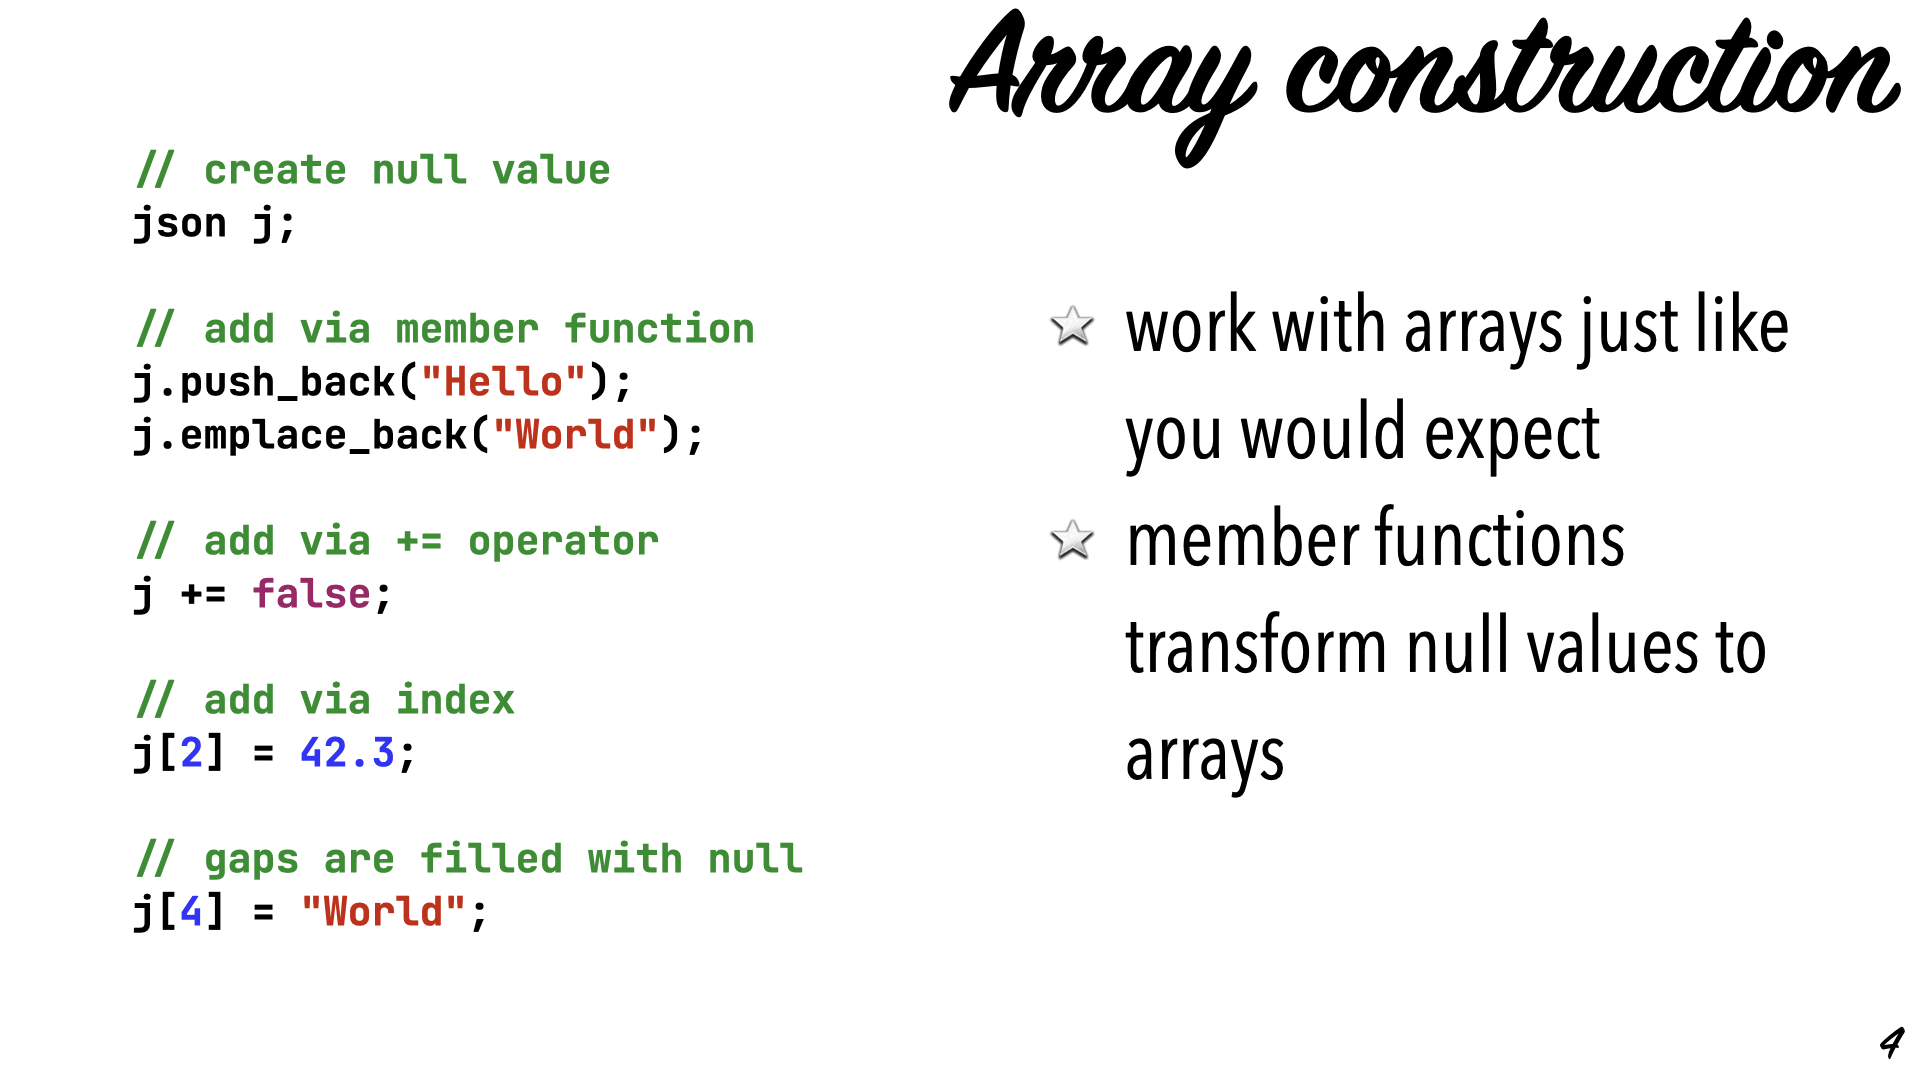 Array construction
// create null value
json j;
// add via member function
j.push_back("Hello");
j.emplace_back("World");
// add via += operator
j += false;
// add via index
j[2] = 42.3;
// gaps are filled with null
j[4] = "World";
work with arrays just like
you would expect
member functions
transform null values to
arrays
4